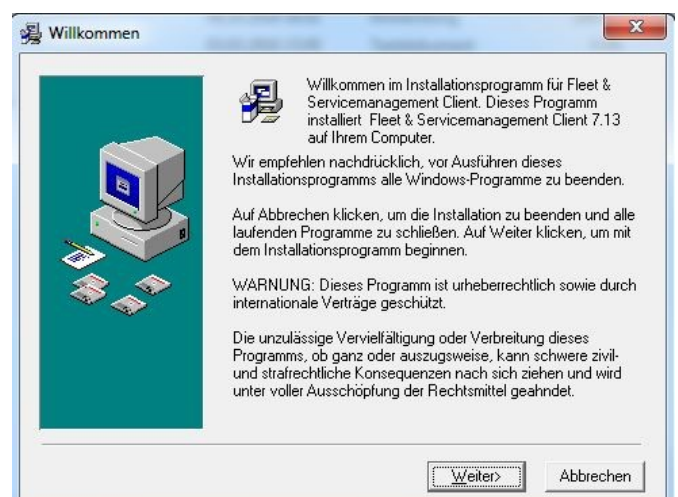 Willkommen
Willkommen im Installationsprogramm für Fleet &
Servicemanagement Client. Dieses Programm
installiert Fleet & Servicemanagement Client 7.13
auf Ihrem Computer.
Wir empfehlen nachdrücklich, vor Ausführen dieses
Installationsprogramms alle Windows-Programme zu beenden.
Auf Abbrechen klicken, um die Installation zu beenden und alle
laufenden Programme zu schließen. Auf Weiter klicken, um mit
dem Installationsprogramm beginnen.
WARNUNG: Dieses Programm ist urheberrechtlich sowie durch
internationale Verträge geschützt.
Die unzulässige Vervielfältigung oder Verbreitung dieses
Programms, ob ganz oder auszugsweise, kann schwere zivil-
und strafrechtliche Konsequenzen nach sich ziehen und wird
unter voller Ausschöpfung der Rechtsmittel geahndet.
Weiter>
Abbrechen